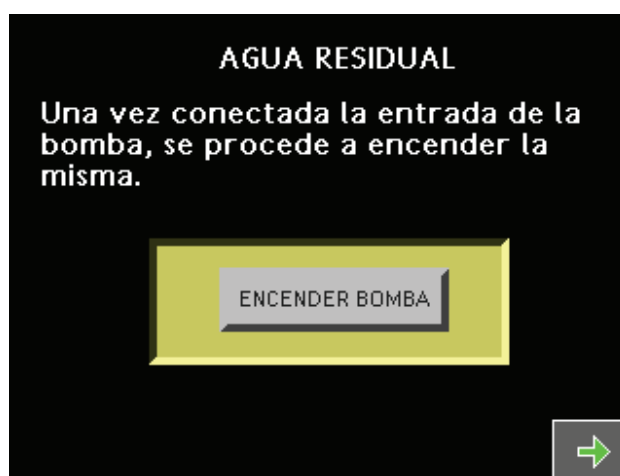 AGUA RESIDUAL
Una vez conectada la entrada de la
bomba, se procede a encender la
misma.
ENCENDER BOMBA